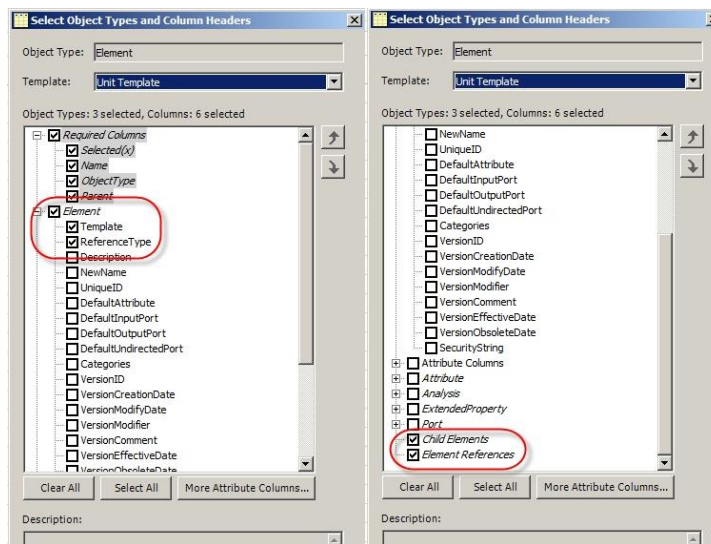 Select Object Types and Column Headers
Object Type: Element
Template: Unit Template
Object Types: 3 selected, Columns: 6 selected
Required Columns
Selected(x)
Name
ObjectType
Parent
Element
Template
ReferenceType
Description
NewName
UniqueID
DefaultAttribute
DefaultInputPort
DefaultOutputPort
DefaultUndirectedPort
Categories
VersionID
VersionCreationDate
VersionModifyDate
VersionModifier
VersionComment
VersionEffectiveDate
VersionObsoleteDate
Clear All Select All More Attribute Columns...
Description:
Select Object Types and Column Headers
Object Type: Element
Template: Unit Template
Object Types: 3 selected, Columns: 6 selected
NewName
UniqueID
DefaultAttribute
DefaultInputPort
DefaultOutputPort
DefaultUndirectedPort
Categories
VersionID
VersionCreationDate
VersionModifyDate
VersionModifier
VersionComment
VersionEffectiveDate
VersionObsoleteDate
SecurityString
Attribute Columns
Attribute
Analysis
ExtendedProperty
Port
Child Elements
Element References
Clear All Select All More Attribute Columns...
Description: